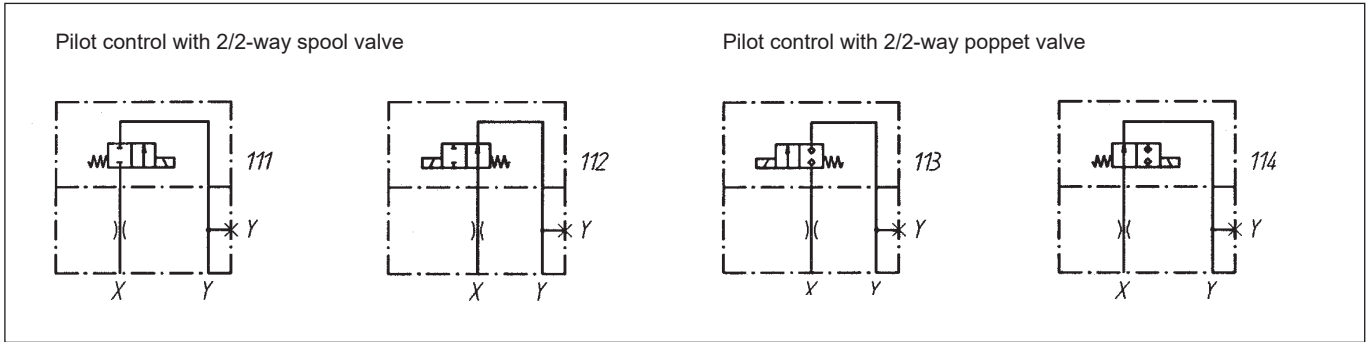 Pilot control with 2/2-way spool valve
Pilot control with 2/2-way poppet valve
111
112
113
114
Y
Y
Y
Y
X Y
X Y
X Y
X Y